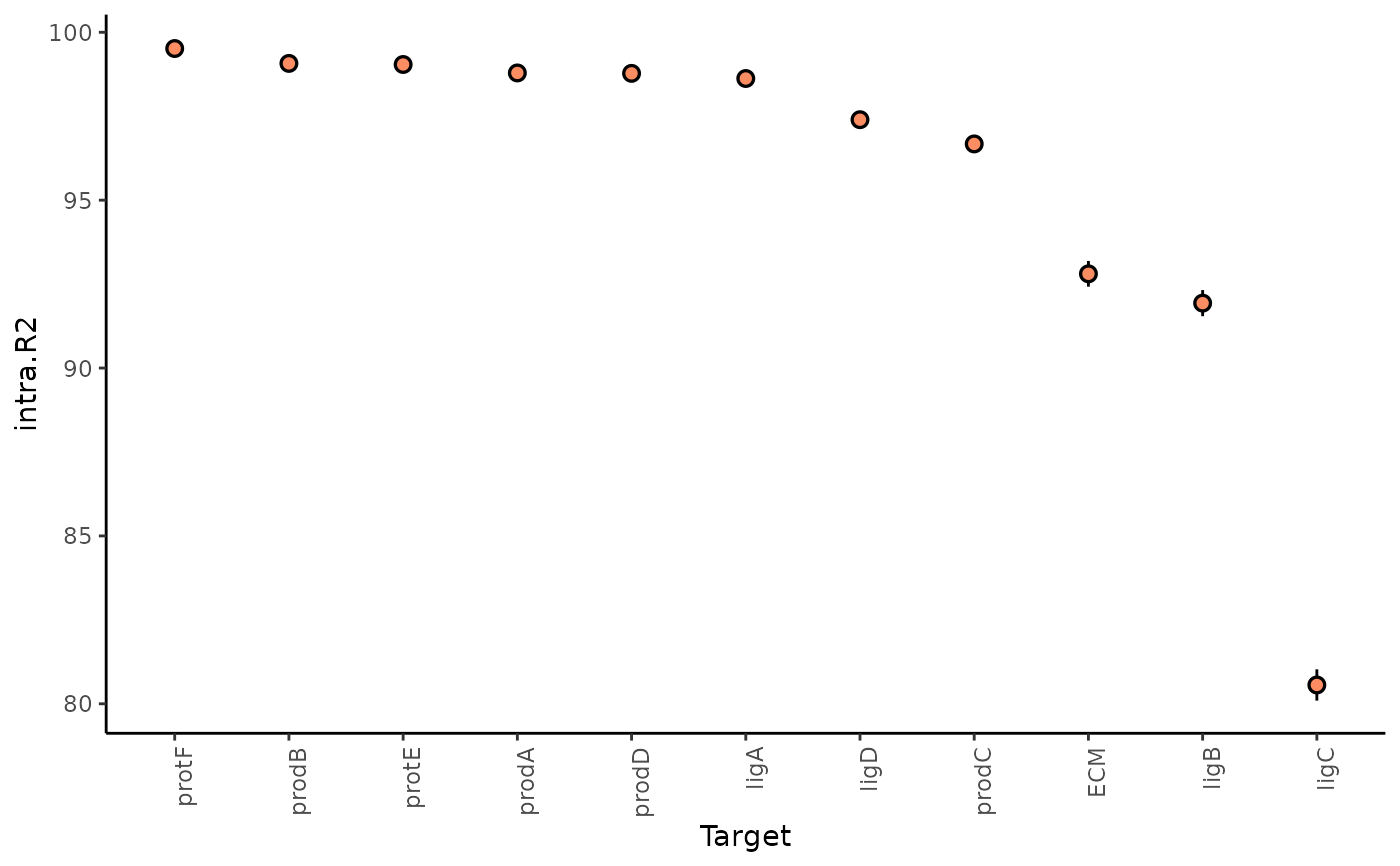 100
95
90
85
80
intra.R2
protF
prodB
protE
prodA
prodD
ligA
ligD
prodC
ECM
ligB
ligC
Target